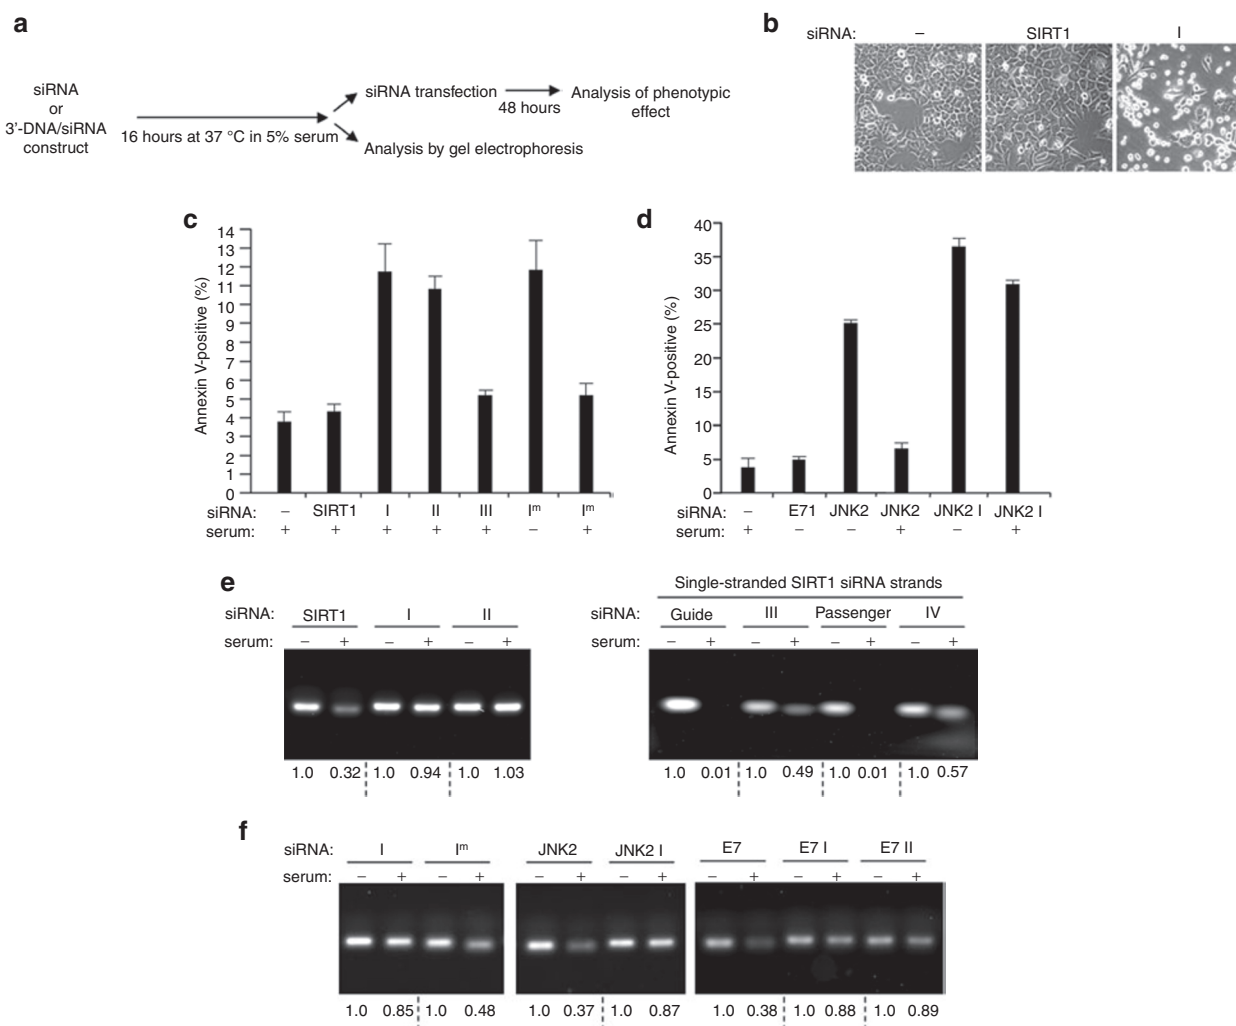 a
siRNA
or
3'-DNA/siRNA
construct
16 hours at 37 °C in 5% serum
siRNA transfection
48 hours
Analysis of phenotypic
effect
Analysis by gel electrophoresis
b
siRNA: – SIRT1 I
c
Annexin V-positive (%)
14
13
12
11
10
9
8
7
6
5
4
3
2
1
0
siRNA: – SIRT1 I II III Iᵐ Iᵐ
serum: + + + + + – +
d
Annexin V-positive (%)
40
35
30
25
20
15
10
5
0
siRNA: – E71 JNK2 JNK2 JNK2 I JNK2 I
serum: + – – + – +
e
siRNA: SIRT1 I II
serum: – + – + – +
1.0 0.32 1.0 0.94 1.0 1.03
Single-stranded SIRT1 siRNA strands
siRNA: Guide III Passenger IV
serum: – + – + – + – +
1.0 0.01 1.0 0.49 1.0 0.01 1.0 0.57
f
siRNA: I Iᵐ JNK2 JNK2 I E7 E7 I E7 II
serum: – + – + – + – + – + – + – +
1.0 0.85 1.0 0.48 1.0 0.37 1.0 0.87 1.0 0.38 1.0 0.88 1.0 0.89